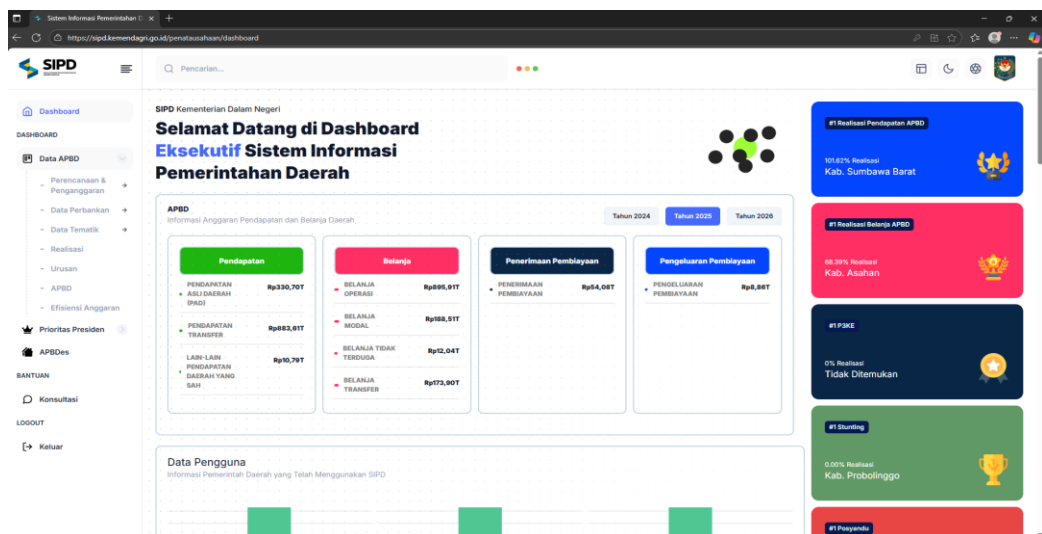 Sistem Informasi Pemerintahan D
https://sipd.kemendagri.go.id/penatausahaan/dashboard
SIPD
Pencarian...
Dashboard
DASHBOARD
Data APBD
Perencanaan &
Penganggaran
Data Perbankan
Data Tematik
Realisasi
Urusan
APBD
Efisiensi Anggaran
Prioritas Presiden
APBDes
BANTUAN
Konsultasi
LOGOUT
Keluar
SIPD Kementerian Dalam Negeri
Selamat Datang di Dashboard
Eksekutif Sistem Informasi
Pemerintahan Daerah
APBD
Informasi Anggaran Pendapatan dan Belanja Daerah
Tahun 2024
Tahun 2025
Tahun 2026
Pendapatan
PENDAPATAN
ASLI DAERAH
(PAD)
Rp330,70T
PENDAPATAN
TRANSFER
Rp883,61T
LAIN-LAIN
PENDAPATAN
DAERAH YANG
SAH
Rp10,79T
Belanja
BELANJA
OPERASI
Rp895,91T
BELANJA
MODAL
Rp188,51T
BELANJA TIDAK
TERDUGA
Rp12,04T
BELANJA
TRANSFER
Rp173,90T
Penerimaan Pembiayaan
PENERIMAAN
PEMBIAYAAN
Rp54,08T
Pengeluaran Pembiayaan
PENGELUARAN
PEMBIAYAAN
Rp8,86T
Data Pengguna
Informasi Pemerintah Daerah yang Telah Menggunakan SIPD
#1 Realisasi Pendapatan APBD
101.62% Realisasi
Kab. Sumbawa Barat
#1 Realisasi Belanja APBD
68.39% Realisasi
Kab. Asahan
#1 P3KE
0% Realisasi
Tidak Ditemukan
#1 Stunting
0.00% Realisasi
Kab. Probolinggo
#1 Posyandu